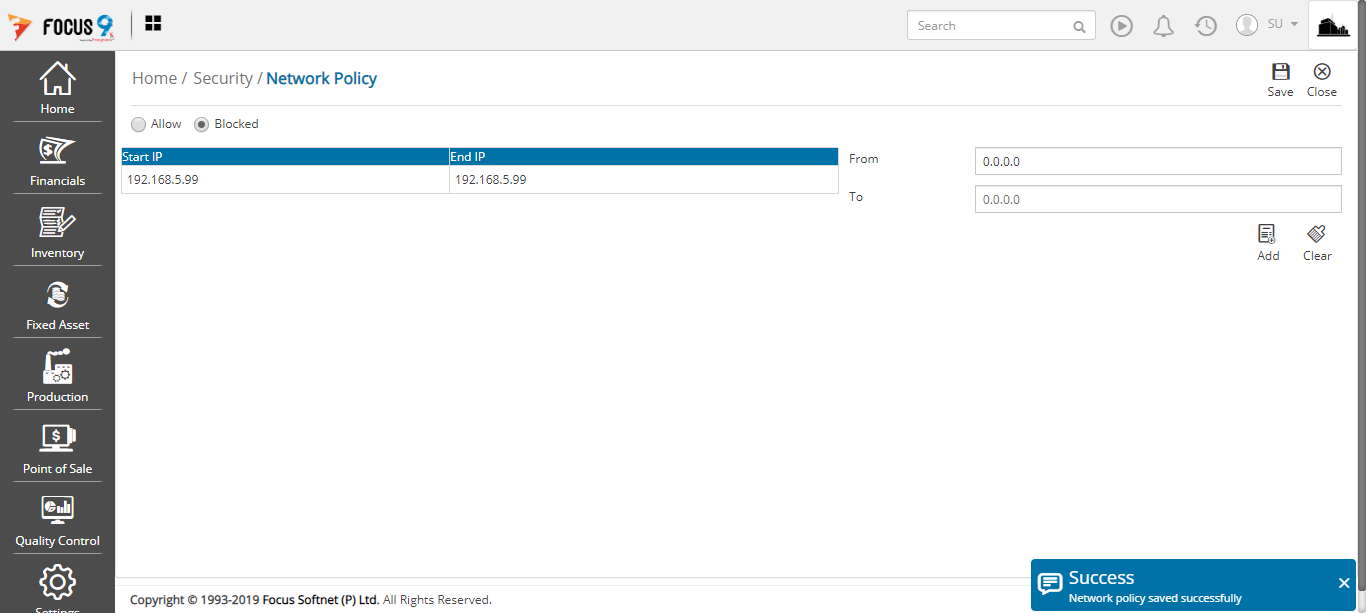 FOCUS 9
Search
SU
Home
Financials
Inventory
Fixed Asset
Production
Point of Sale
Quality Control
Settings
Home / Security / Network Policy
Save
Close
Allow
Blocked
Start IP End IP
192.168.5.99 192.168.5.99
From 0.0.0.0
To 0.0.0.0
Add
Clear
Success
Network policy saved successfully
Copyright © 1993-2019 Focus Softnet (P) Ltd. All Rights Reserved.